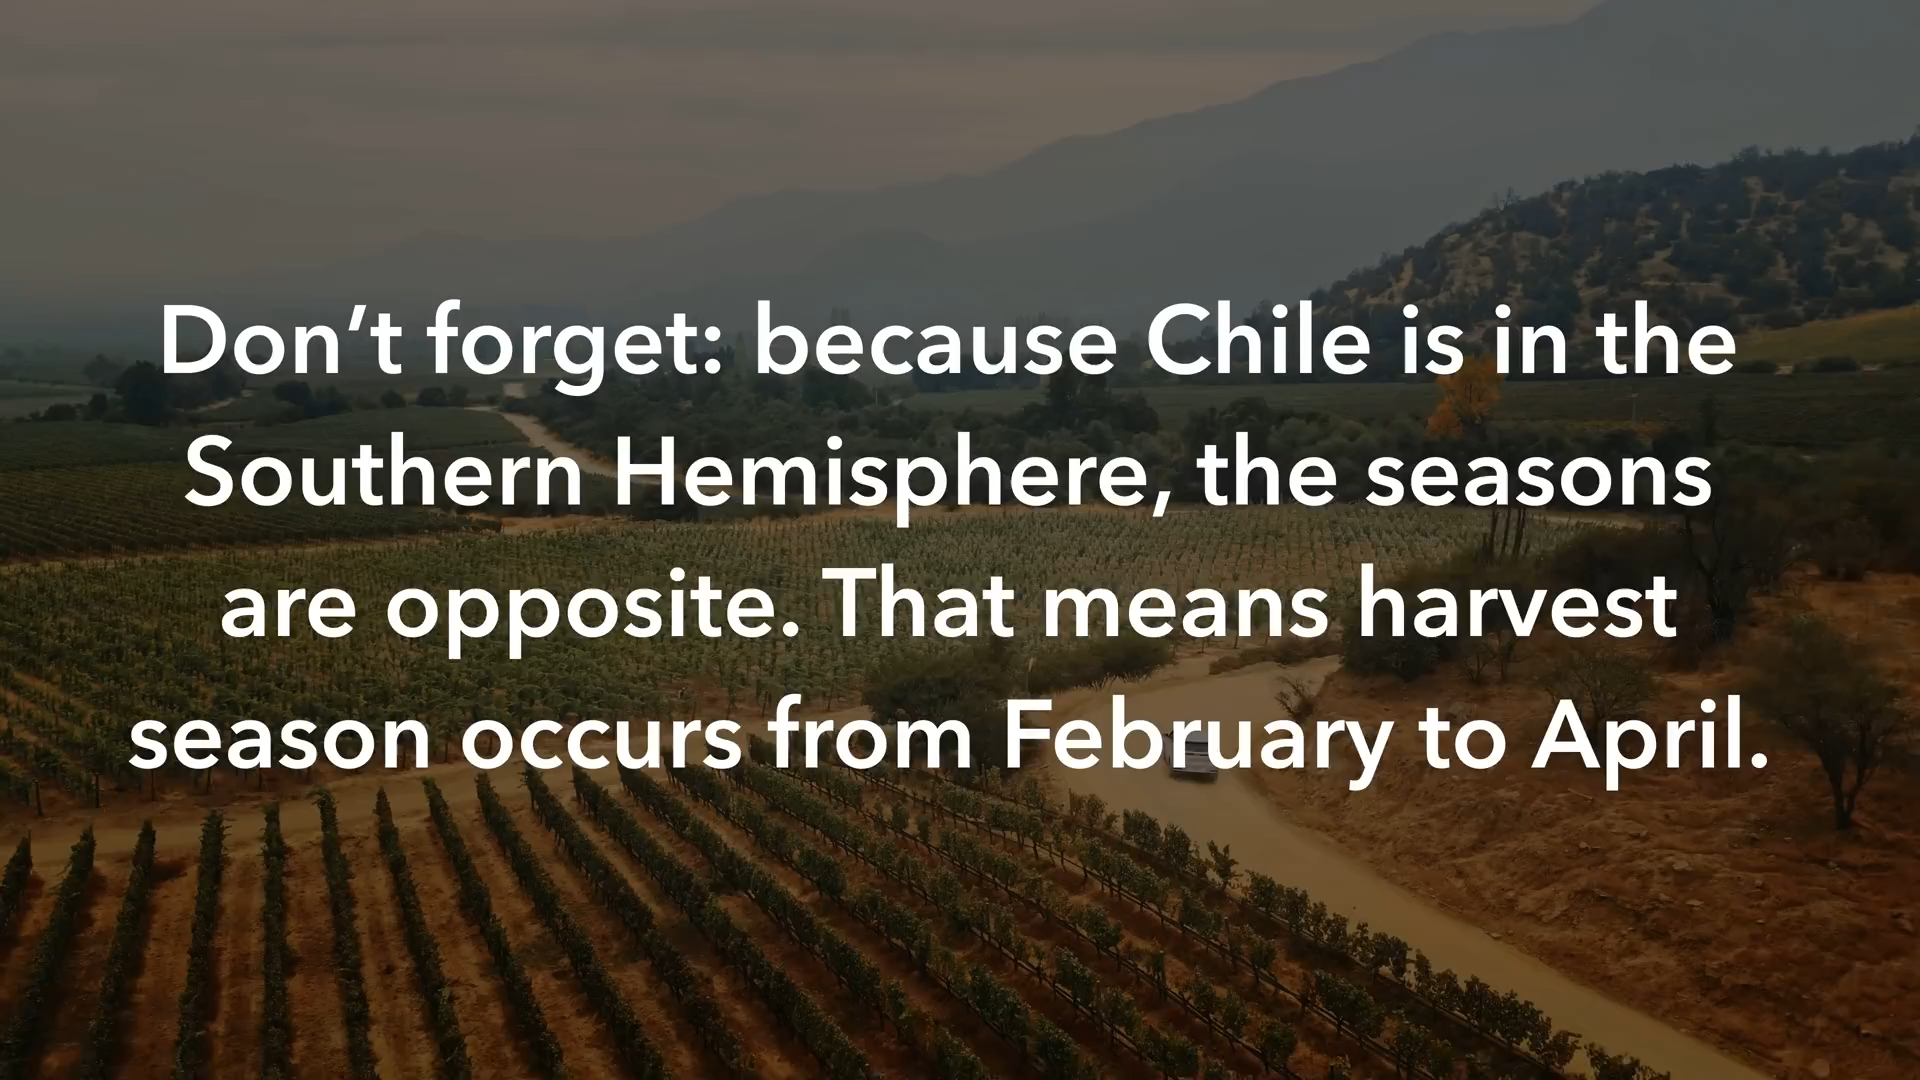 Don’t forget: because Chile is in the
Southern Hemisphere, the seasons
are opposite. That means harvest
season occurs from February to April.